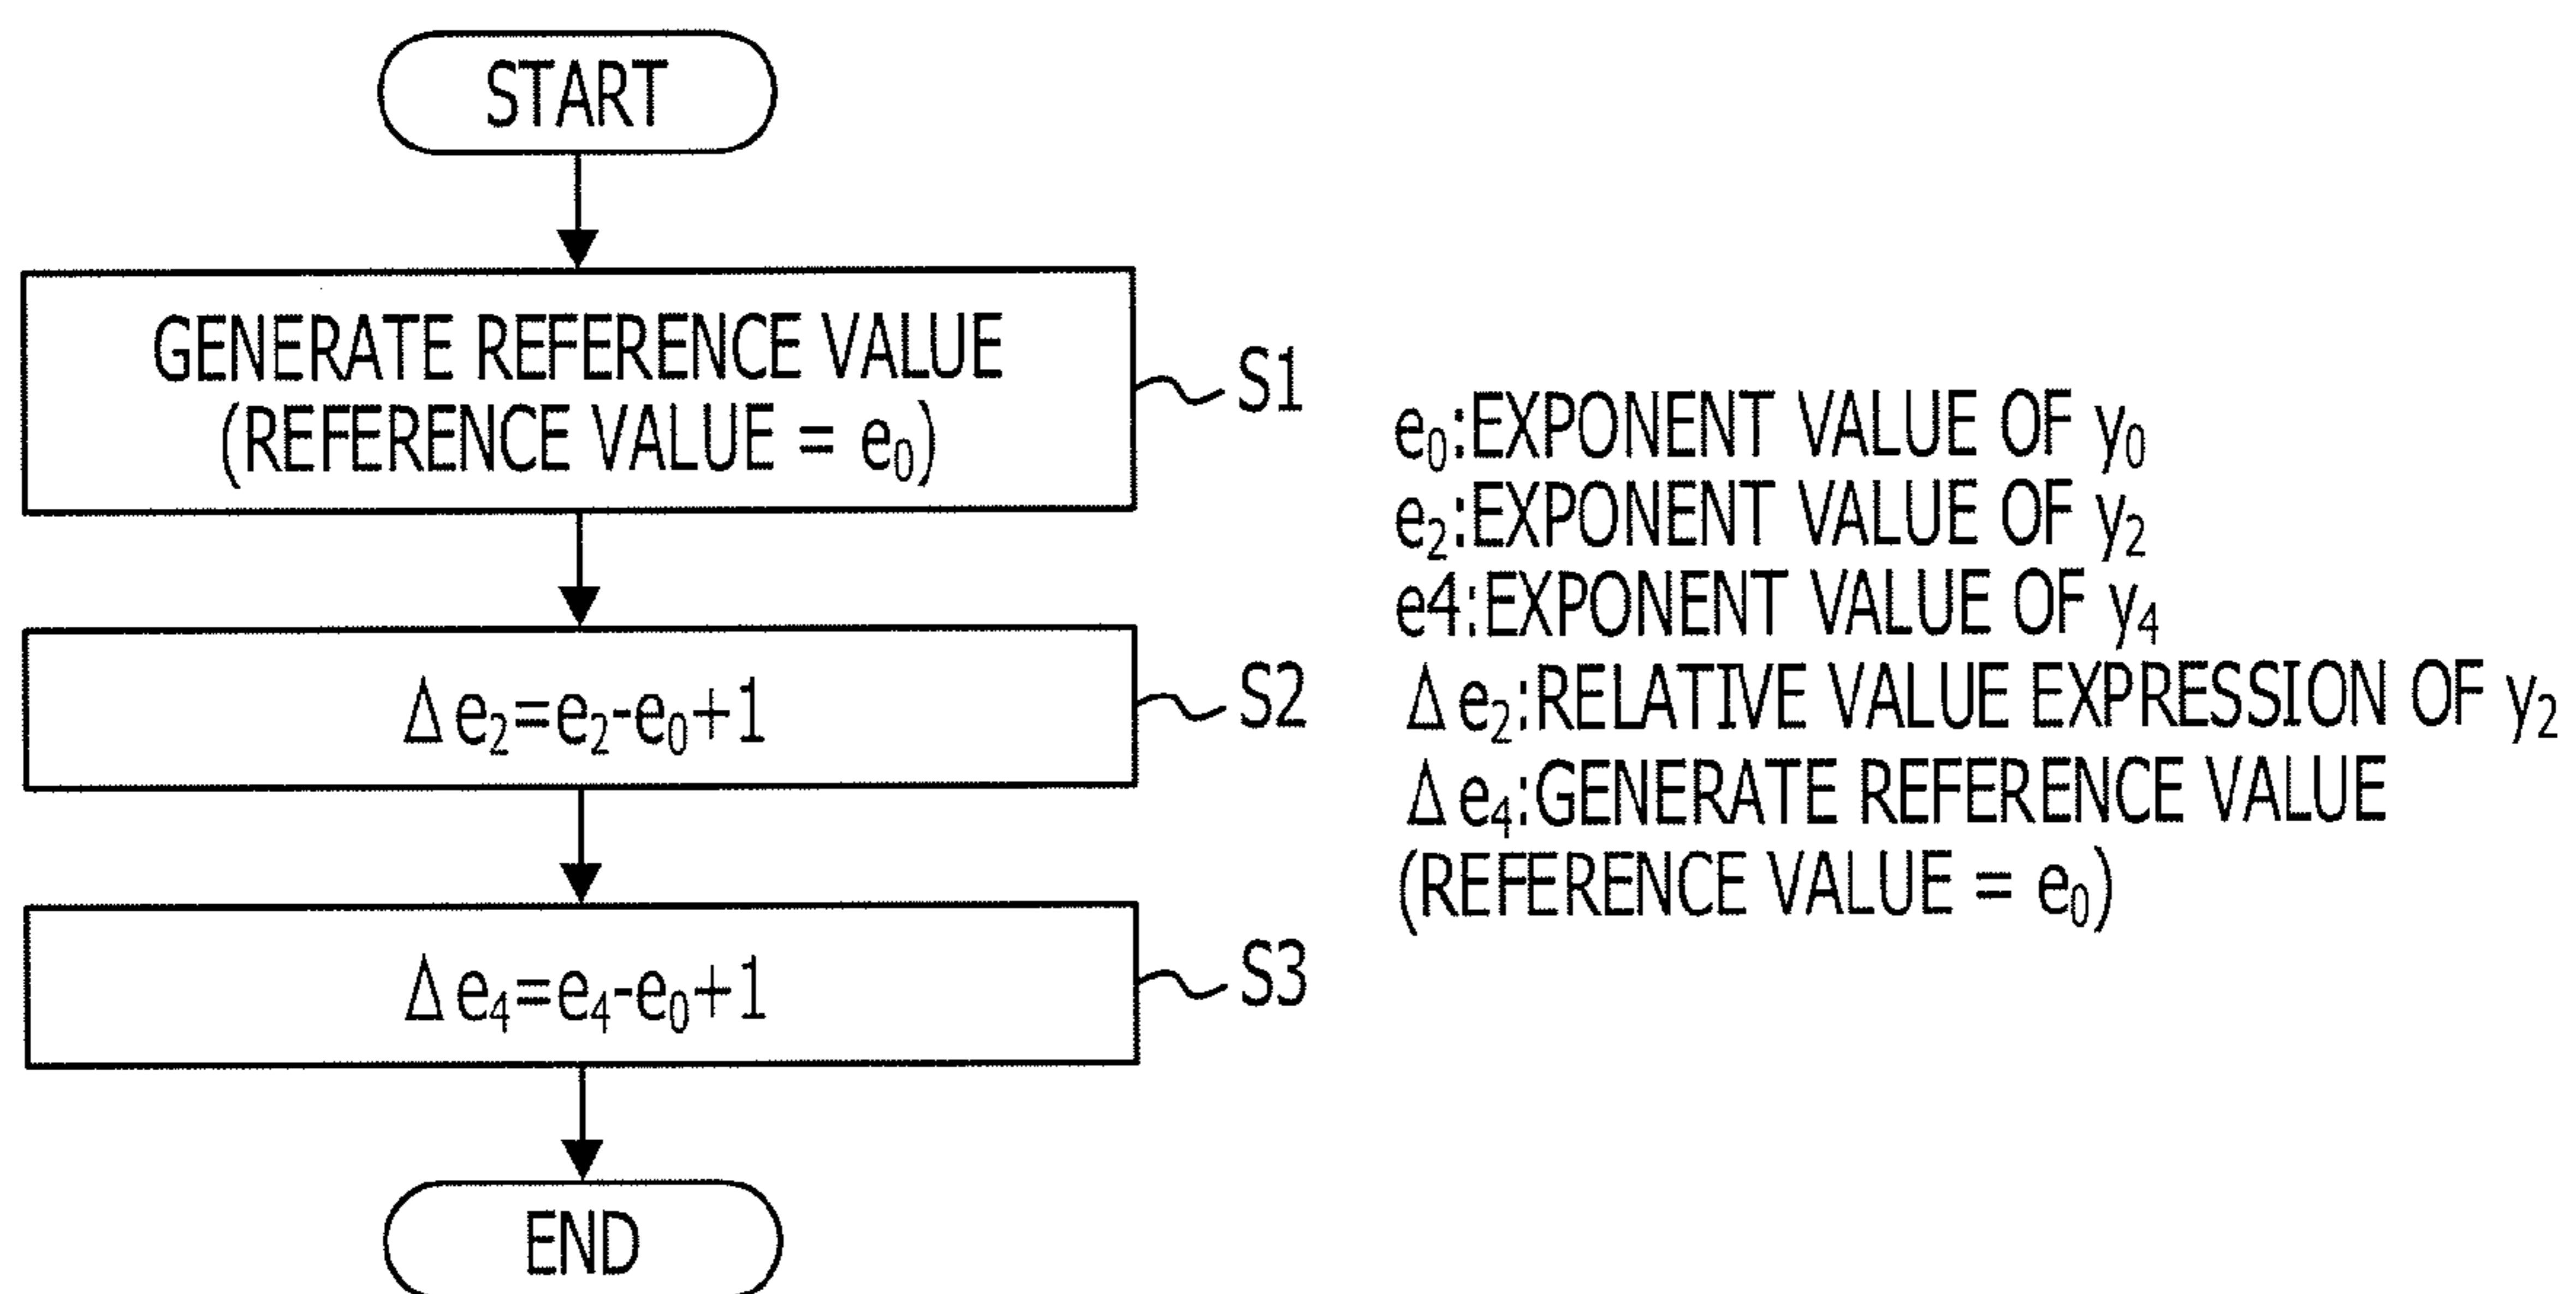 START
GENERATE REFERENCE VALUE
(REFERENCE VALUE = e₀)
S1
Δe₂=e₂-e₀+1
S2
Δe₄=e₄-e₀+1
S3
END
e₀:EXPONENT VALUE OF y₀
e₂:EXPONENT VALUE OF y₂
e4:EXPONENT VALUE OF y₄
Δe₂:RELATIVE VALUE EXPRESSION OF y₂
Δe₄:GENERATE REFERENCE VALUE
(REFERENCE VALUE = e₀)